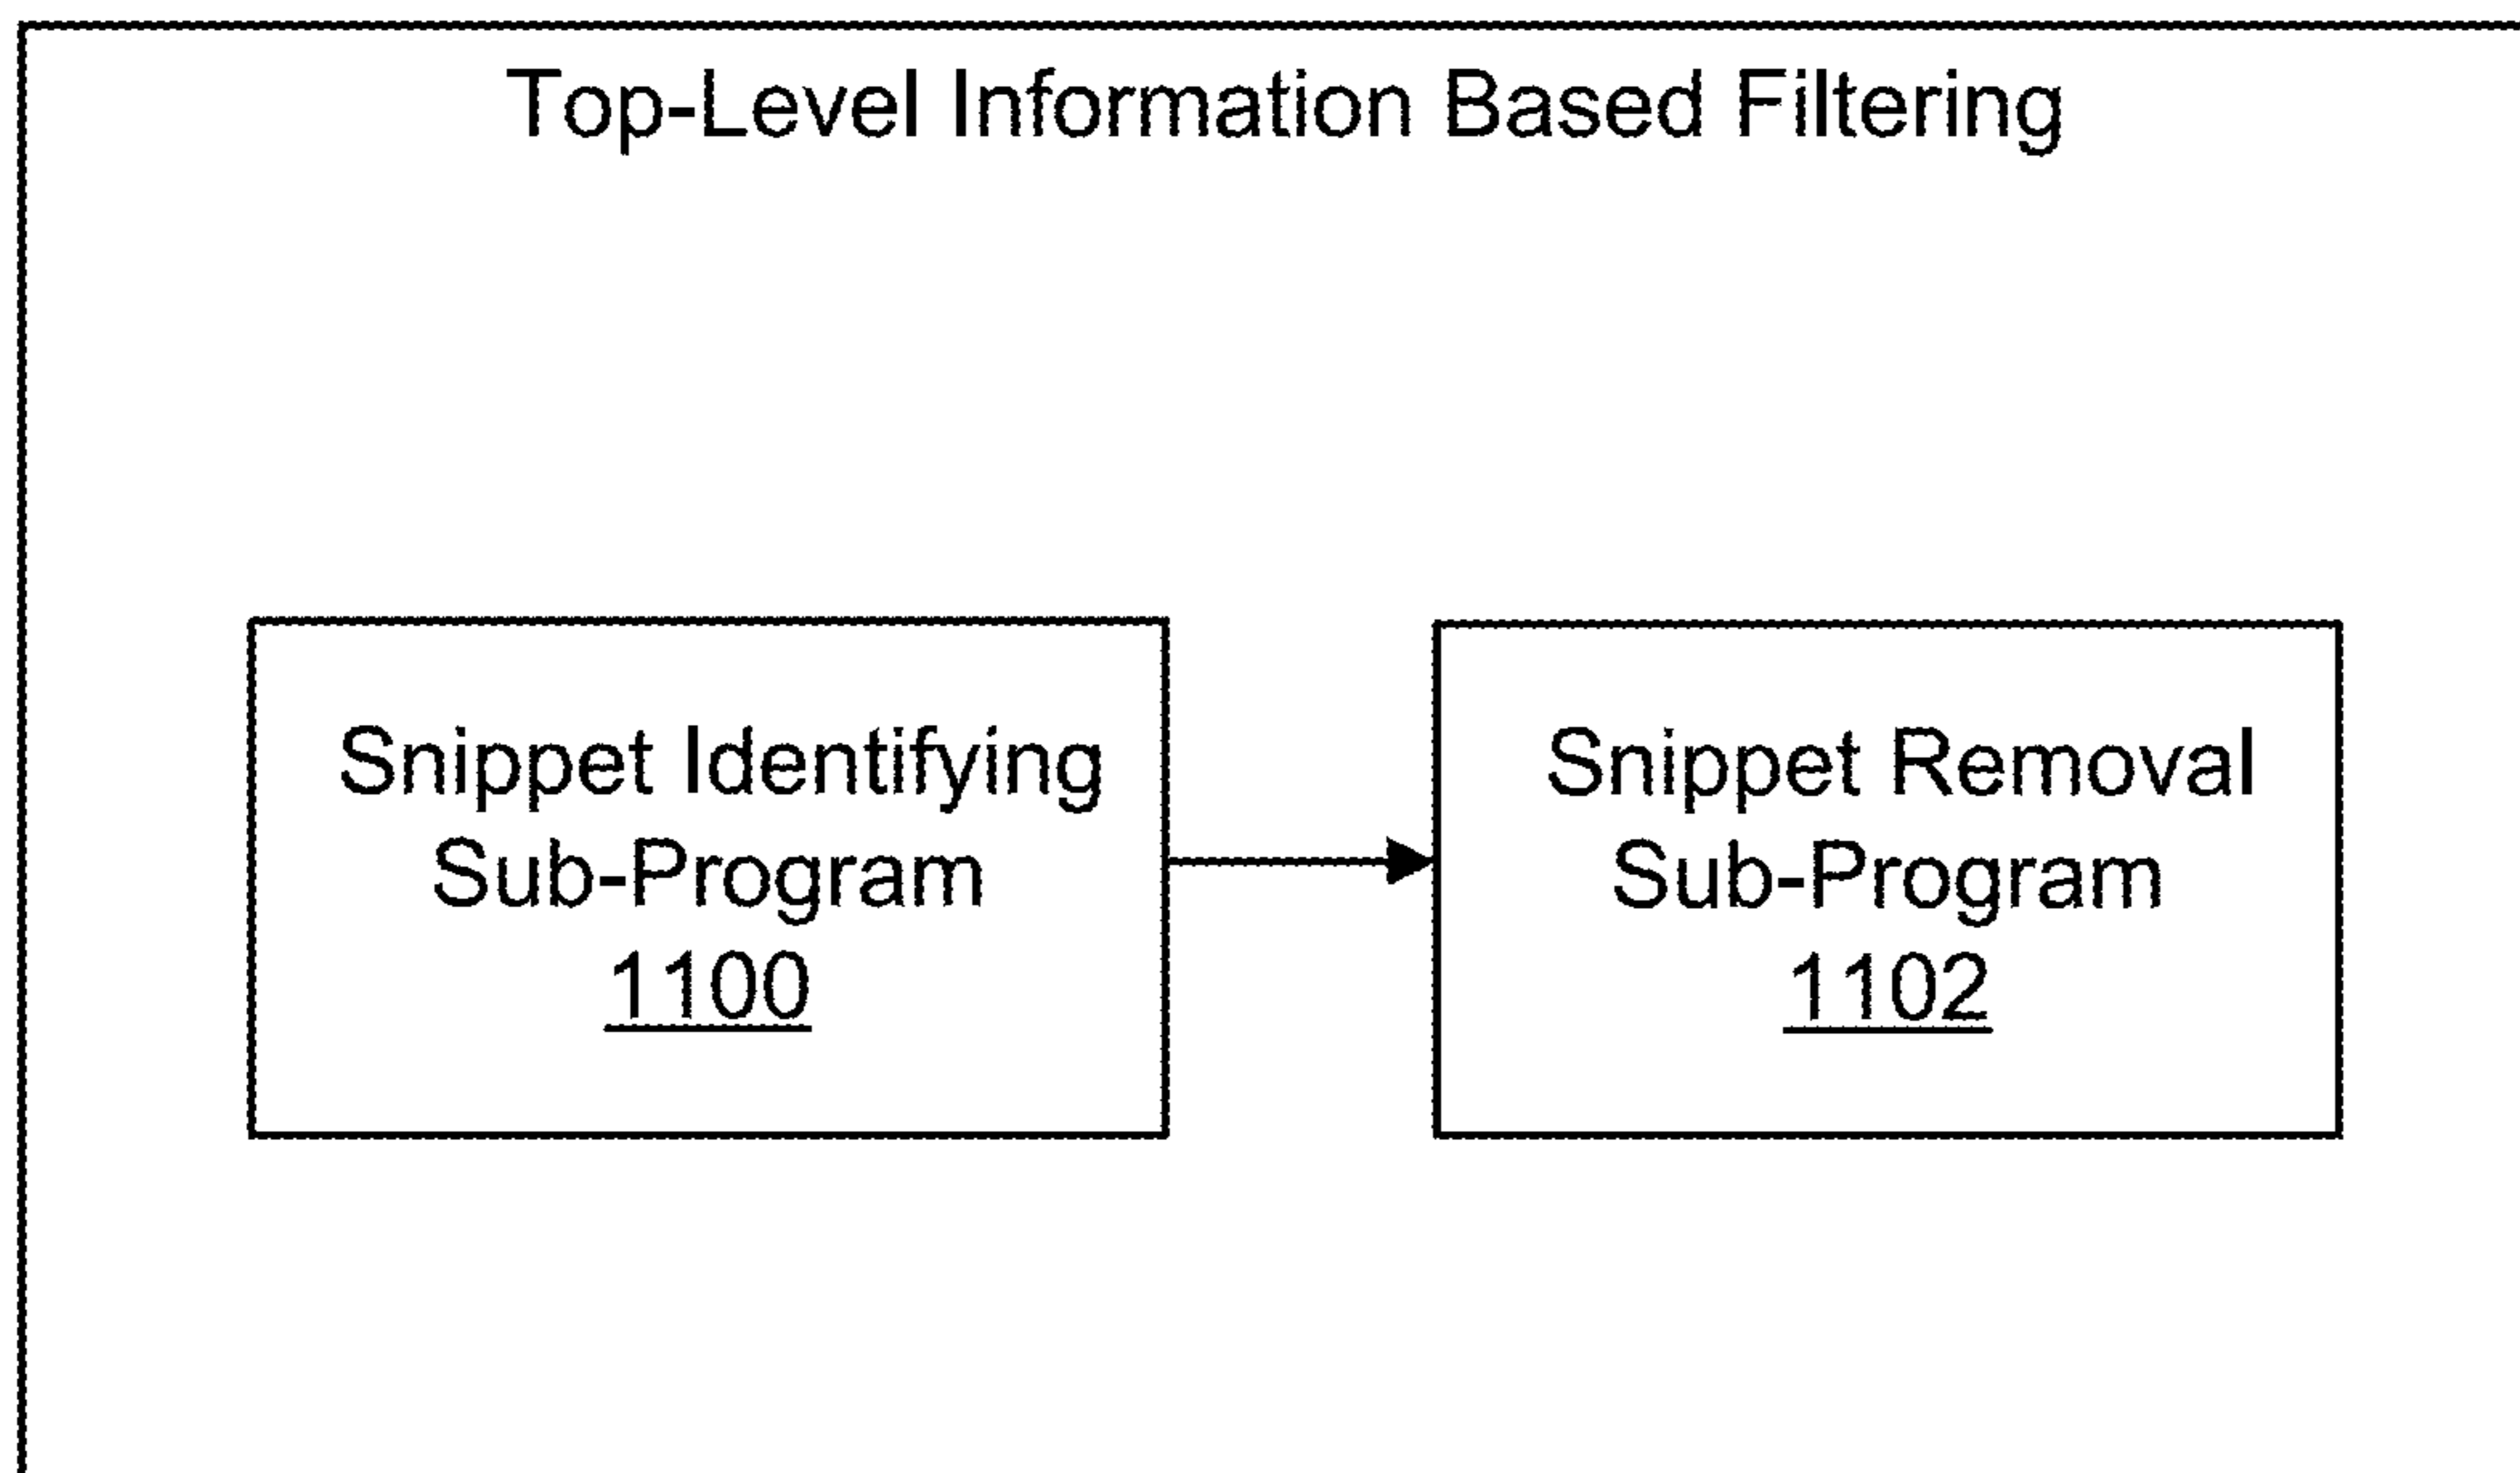 Top-Level Information Based Filtering
Snippet Identifying
Sub-Program
1100
Snippet Removal
Sub-Program
1102